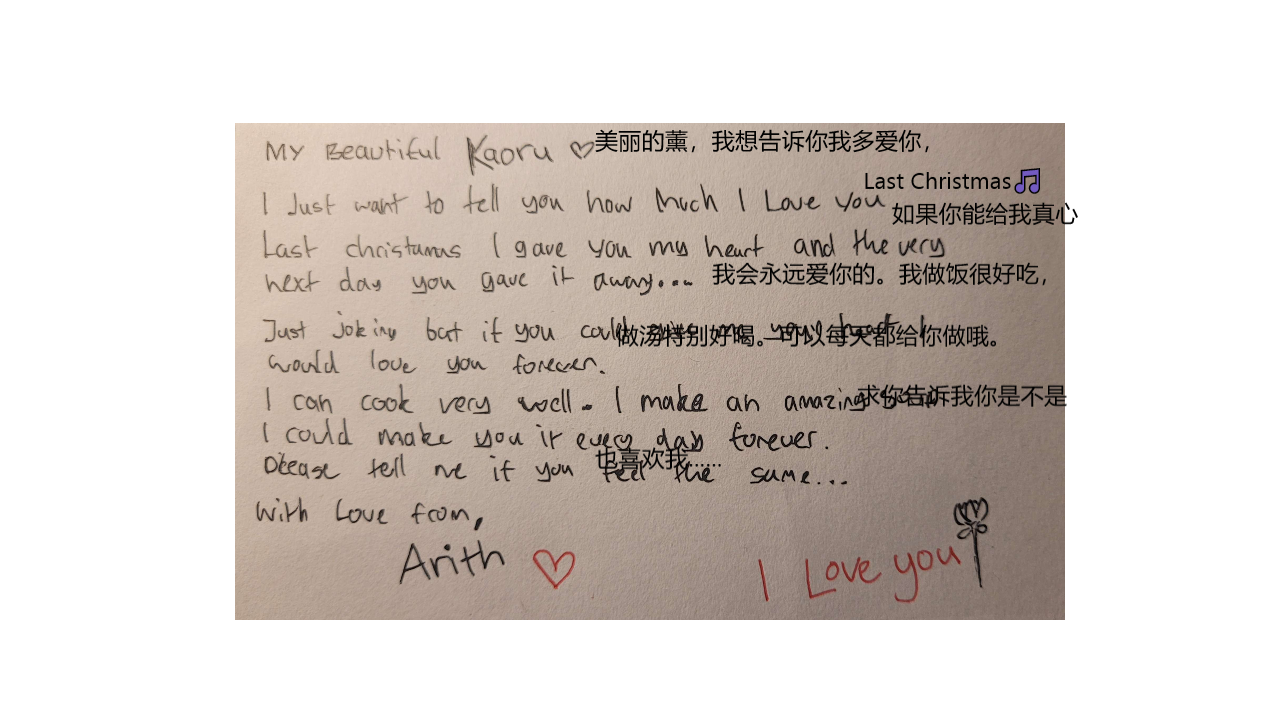 My Beautiful Kaoru ♡
美丽的薰，我想告诉你我多爱你，
Last Christmas🎵
I Just want to tell you how Much I Love you
如果你能给我真心
Last christamas I gave you my heart and the very
next day you gave it away...
我会永远爱你的。我做饭很好吃，
Just joking but if you could give me your heart I
做汤特别好喝。可以每天都给你做哦。
would love you forever.
I can cook very well. I make an amazing
求你告诉我你是不是
I could make you it every day forever.
也喜欢我……
Please tell me if you feel the same...
With Love from,
Arith ♡
I Love you